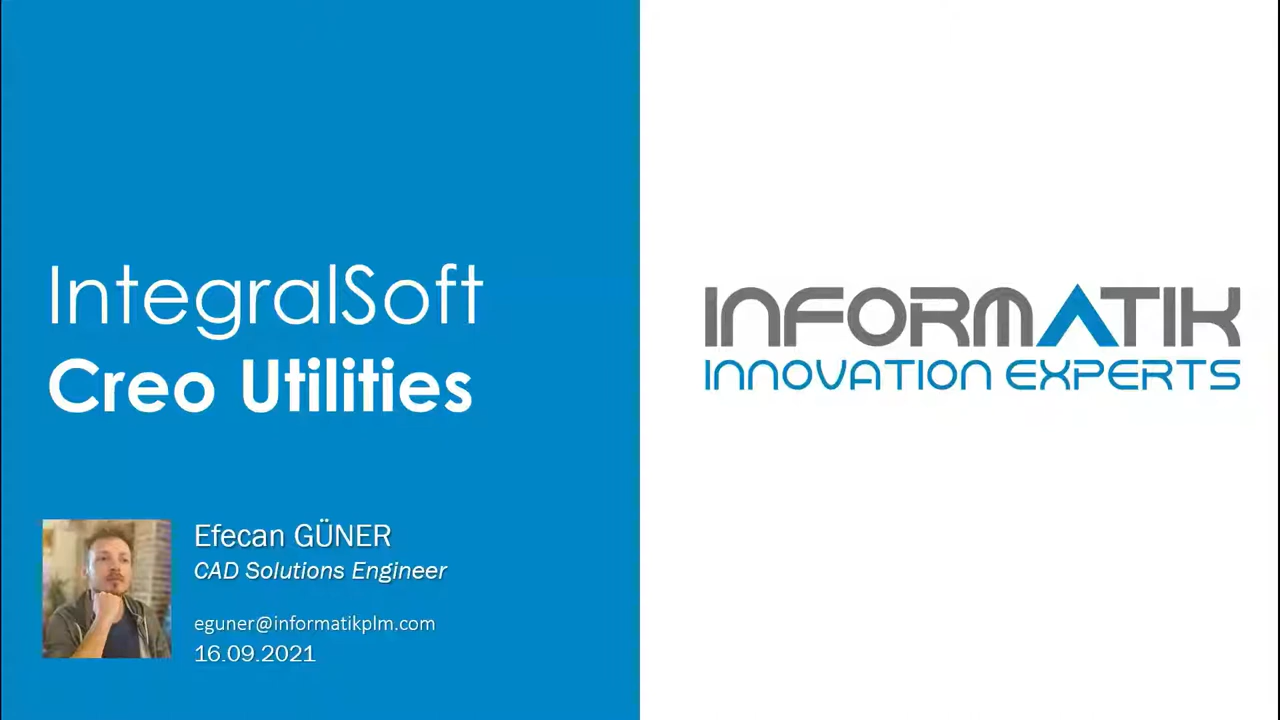 IntegralSoft
Creo Utilities
Efecan GÜNER
CAD Solutions Engineer
eguner@informatikplm.com
16.09.2021
INFORMATIK
INNOVATION EXPERTS